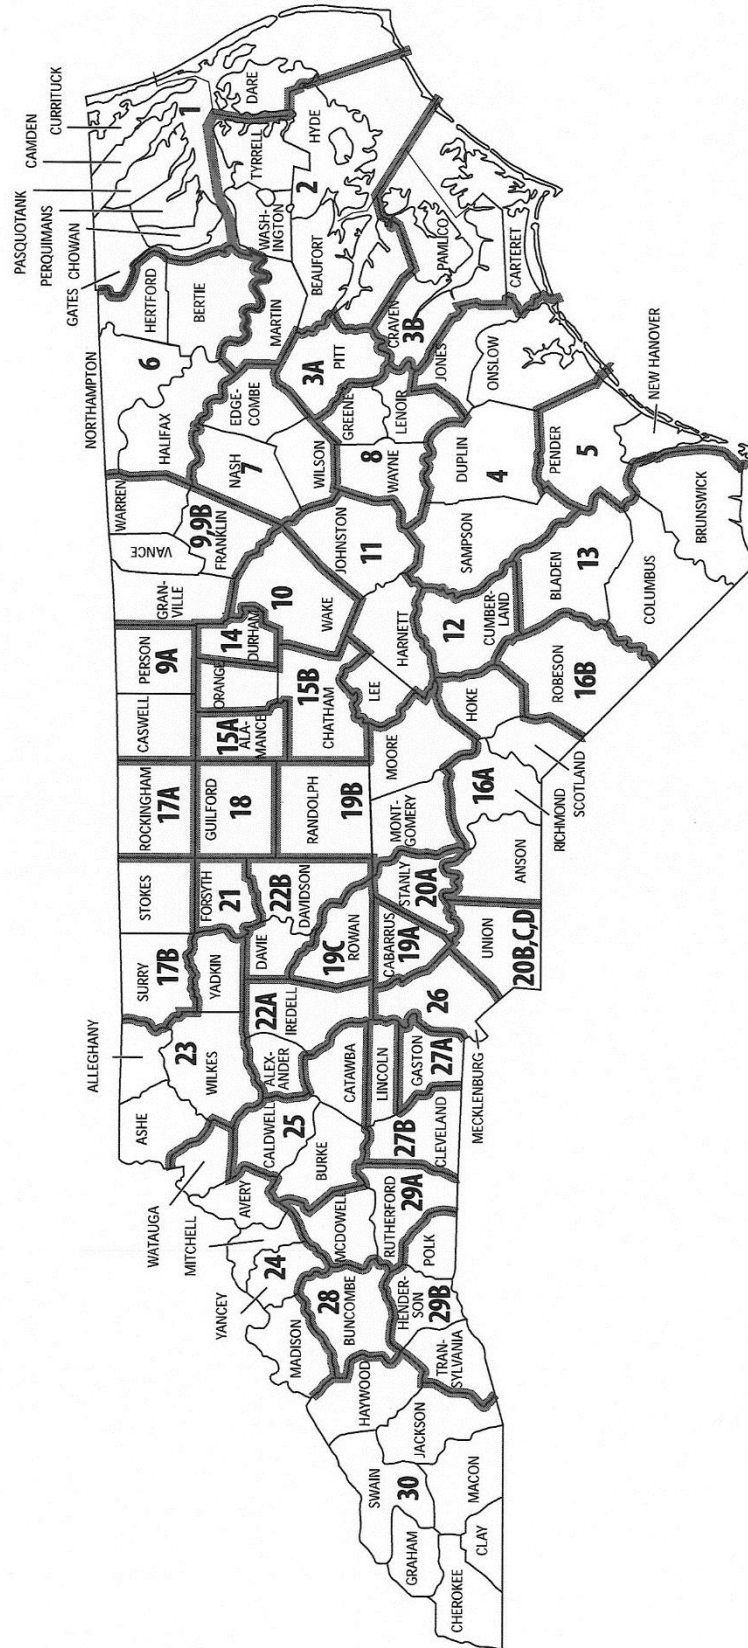 ALLEGHANY
WATAUGA
MITCHELL
YANCEY
NORTHAMPTON
GATES
CHOWAN
PERQUIMANS
PASQUOTANK
CAMDEN
CURRITUCK
ASHE
SURRY
17B
STOKES
ROCKINGHAM
17A
CASWELL
PERSON
9A
GRAN-
VILLE
VANCE
WARREN
HALIFAX
6
HERTFORD
BERTIE
1
23
WILKES
YADKIN
FORSYTH
21
GUILFORD
18
15A
ALA-
MANCE
ORANGE
14
DURHAM
9,9B
FRANKLIN
NASH
7
EDGE-
COMBE
MARTIN
WASH-
INGTON
TYRRELL
DARE
AVERY
CALDWELL
25
ALEX-
ANDER
22A
IREDELL
DAVIE
22B
DAVIDSON
RANDOLPH
19B
CHATHAM
15B
10
WAKE
WILSON
3A
PITT
BEAUFORT
2
HYDE
24
MADISON
28
BUNCOMBE
MCDOWELL
BURKE
CATAWBA
19C
ROWAN
JOHNSTON
11
GREENE
8
WAYNE
LENOIR
CRAVEN
3B
PAMLICO
SWAIN
30
GRAHAM
CHEROKEE
CLAY
MACON
JACKSON
HAYWOOD
TRAN-
SYLVANIA
HENDER-
SON
29B
POLK
RUTHERFORD
29A
27B
CLEVELAND
LINCOLN
GASTON
27A
MECKLENBURG
26
CABARRUS
19A
STANLY
20A
UNION
20B,C,D
MONT-
GOMERY
MOORE
LEE
HARNETT
JONES
CARTERET
ANSON
16A
RICHMOND
SCOTLAND
HOKE
12
CUMBER-
LAND
SAMPSON
DUPLIN
4
ONSLOW
ROBESON
16B
BLADEN
13
COLUMBUS
PENDER
5
NEW HANOVER
BRUNSWICK